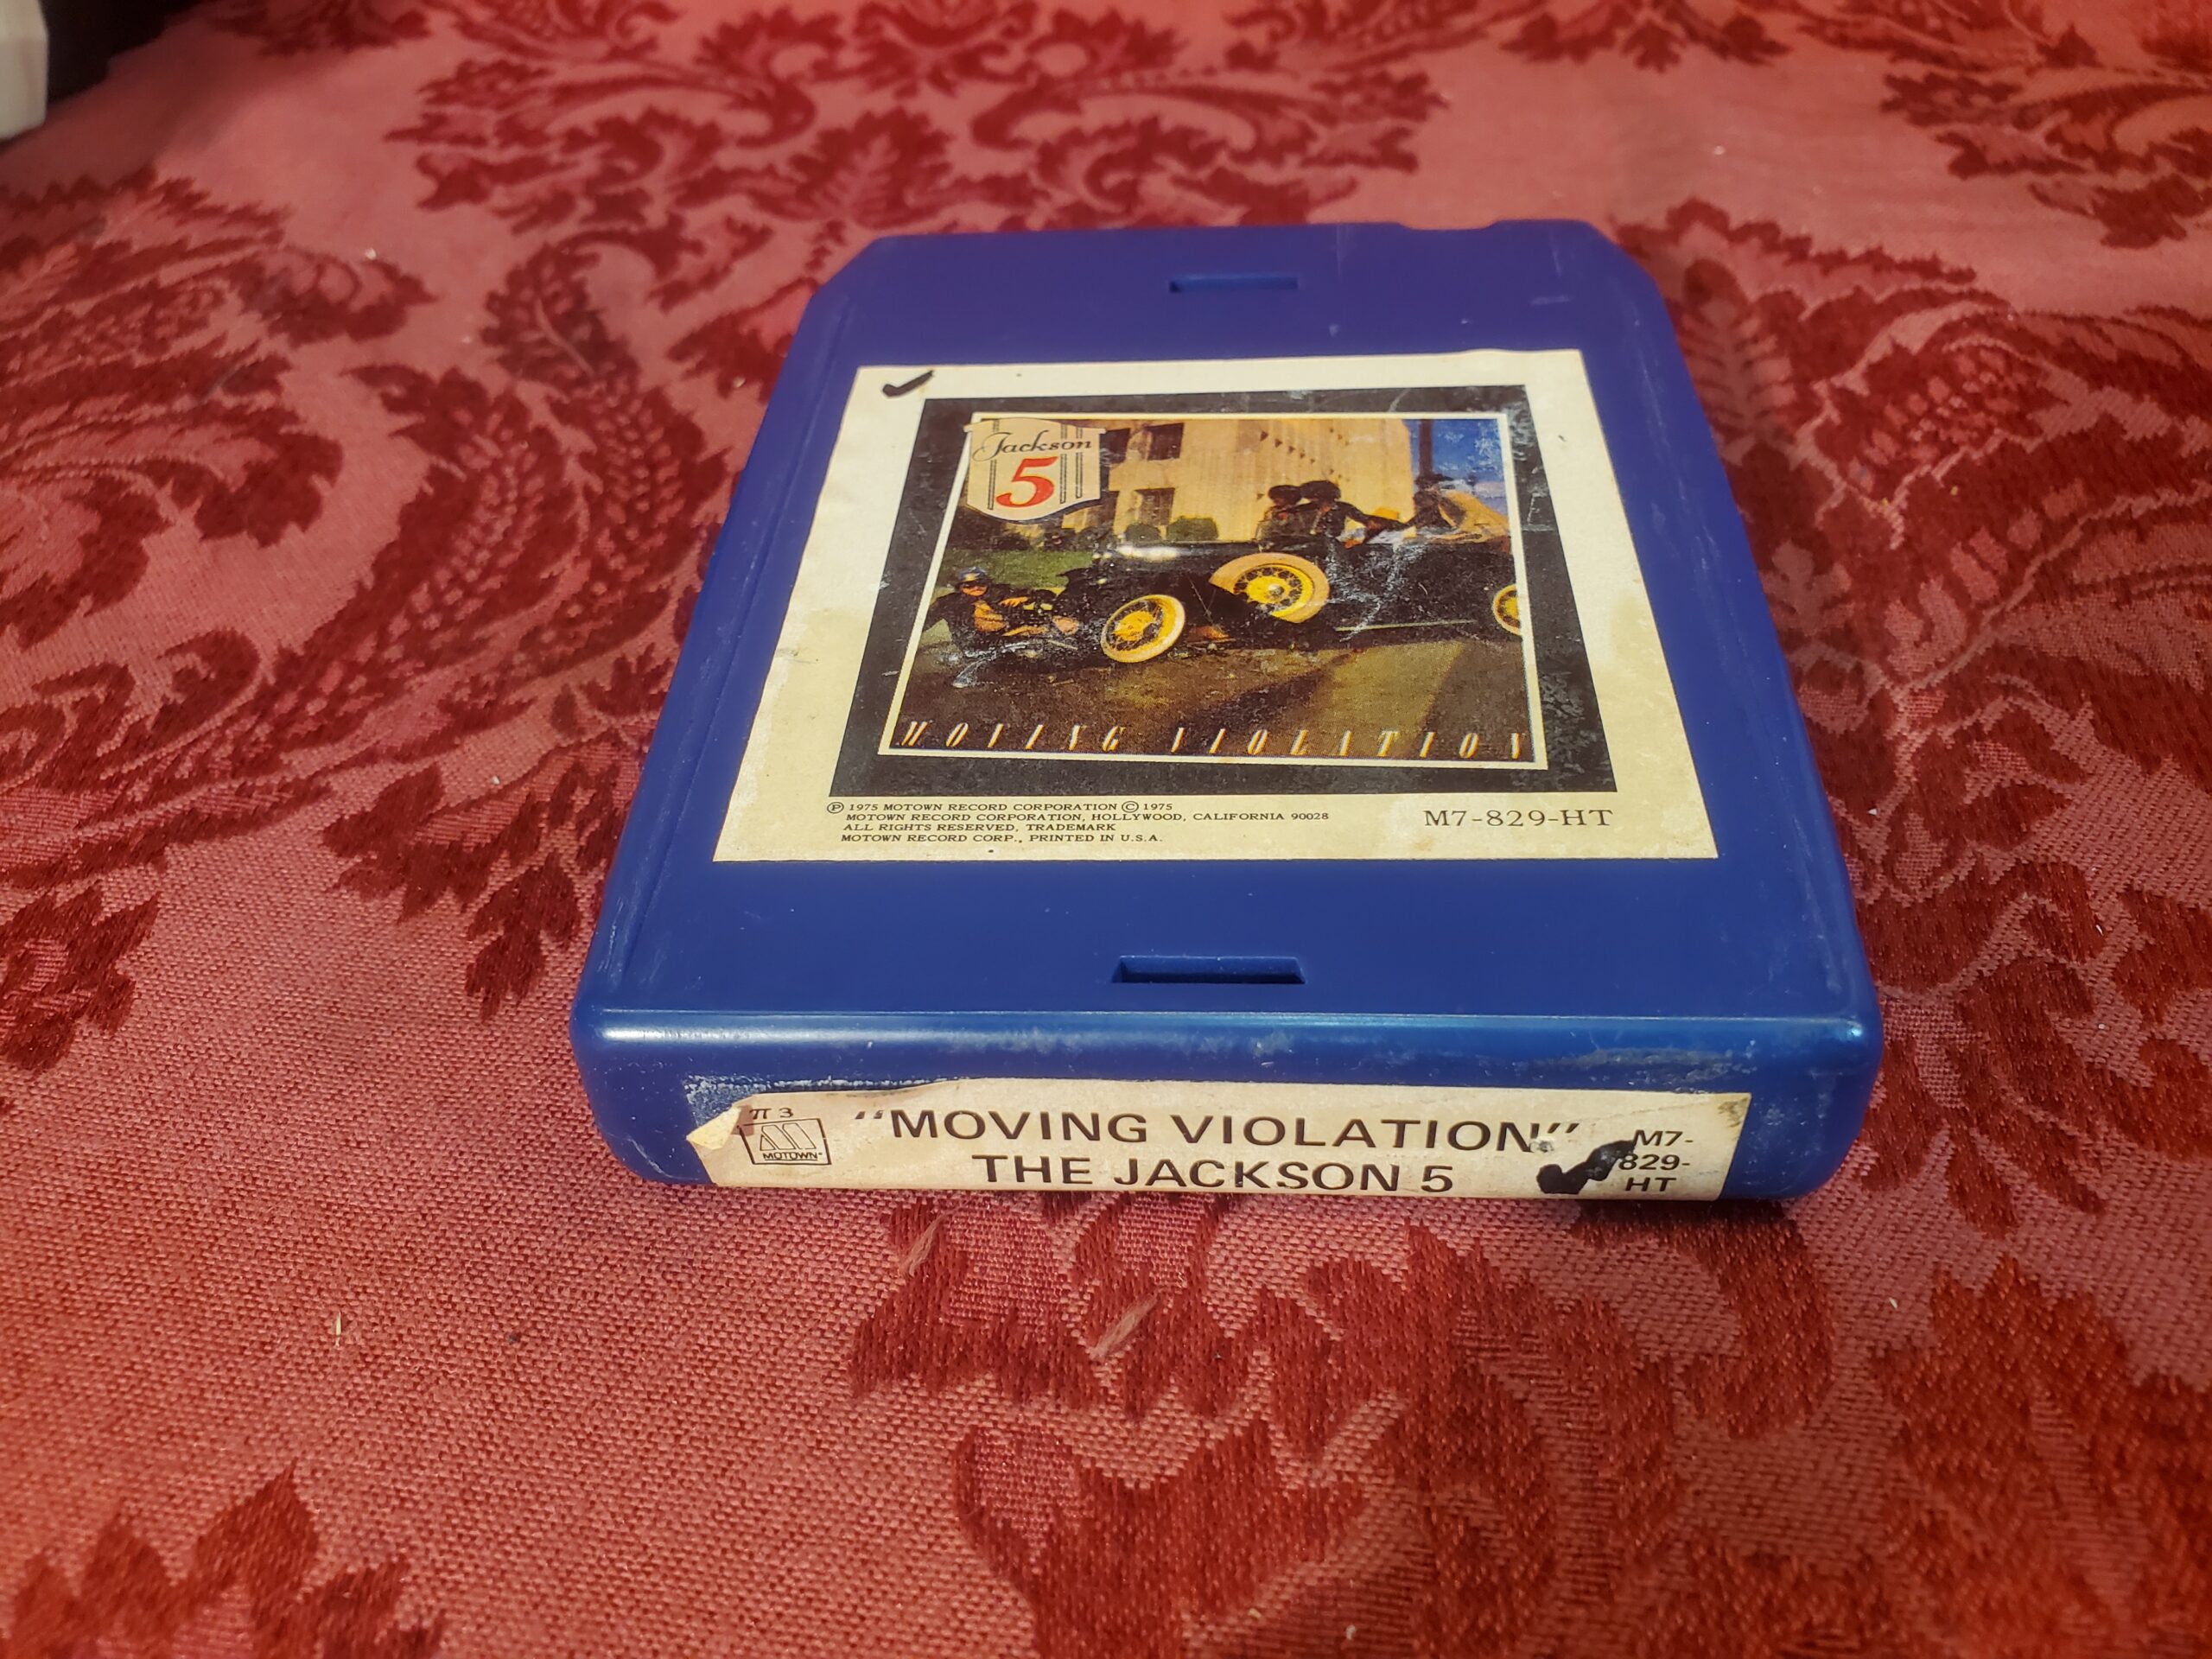 Jackson
5
MOVING VIOLATION
Ⓟ 1975 MOTOWN RECORD CORPORATION © 1975
MOTOWN RECORD CORPORATION, HOLLYWOOD, CALIFORNIA 90028
ALL RIGHTS RESERVED, TRADEMARK
MOTOWN RECORD CORP., PRINTED IN U.S.A.
M7-829-HT
π 3
M
MOTOWN
"MOVING VIOLATION"
THE JACKSON 5
M7-
829-
HT